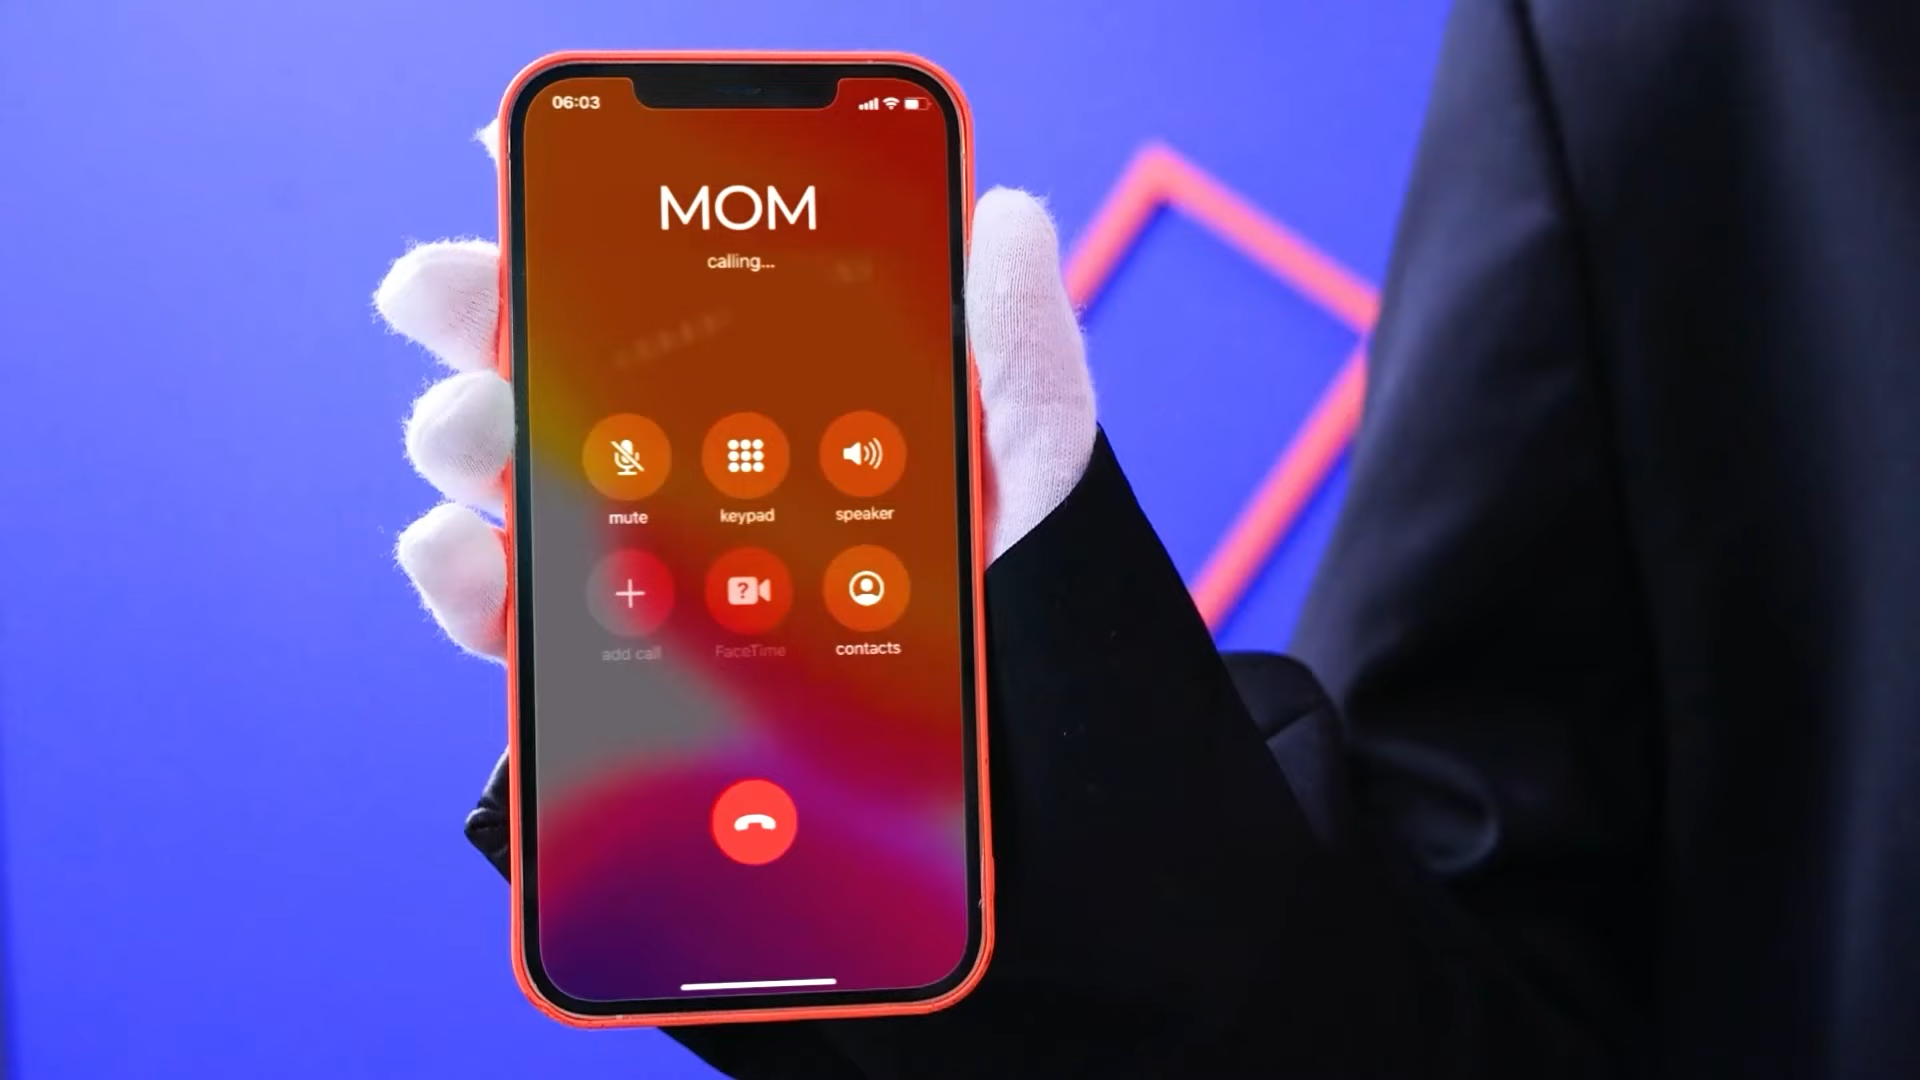 06:03
MOM
calling...
mute keypad speaker
add call FaceTime contacts